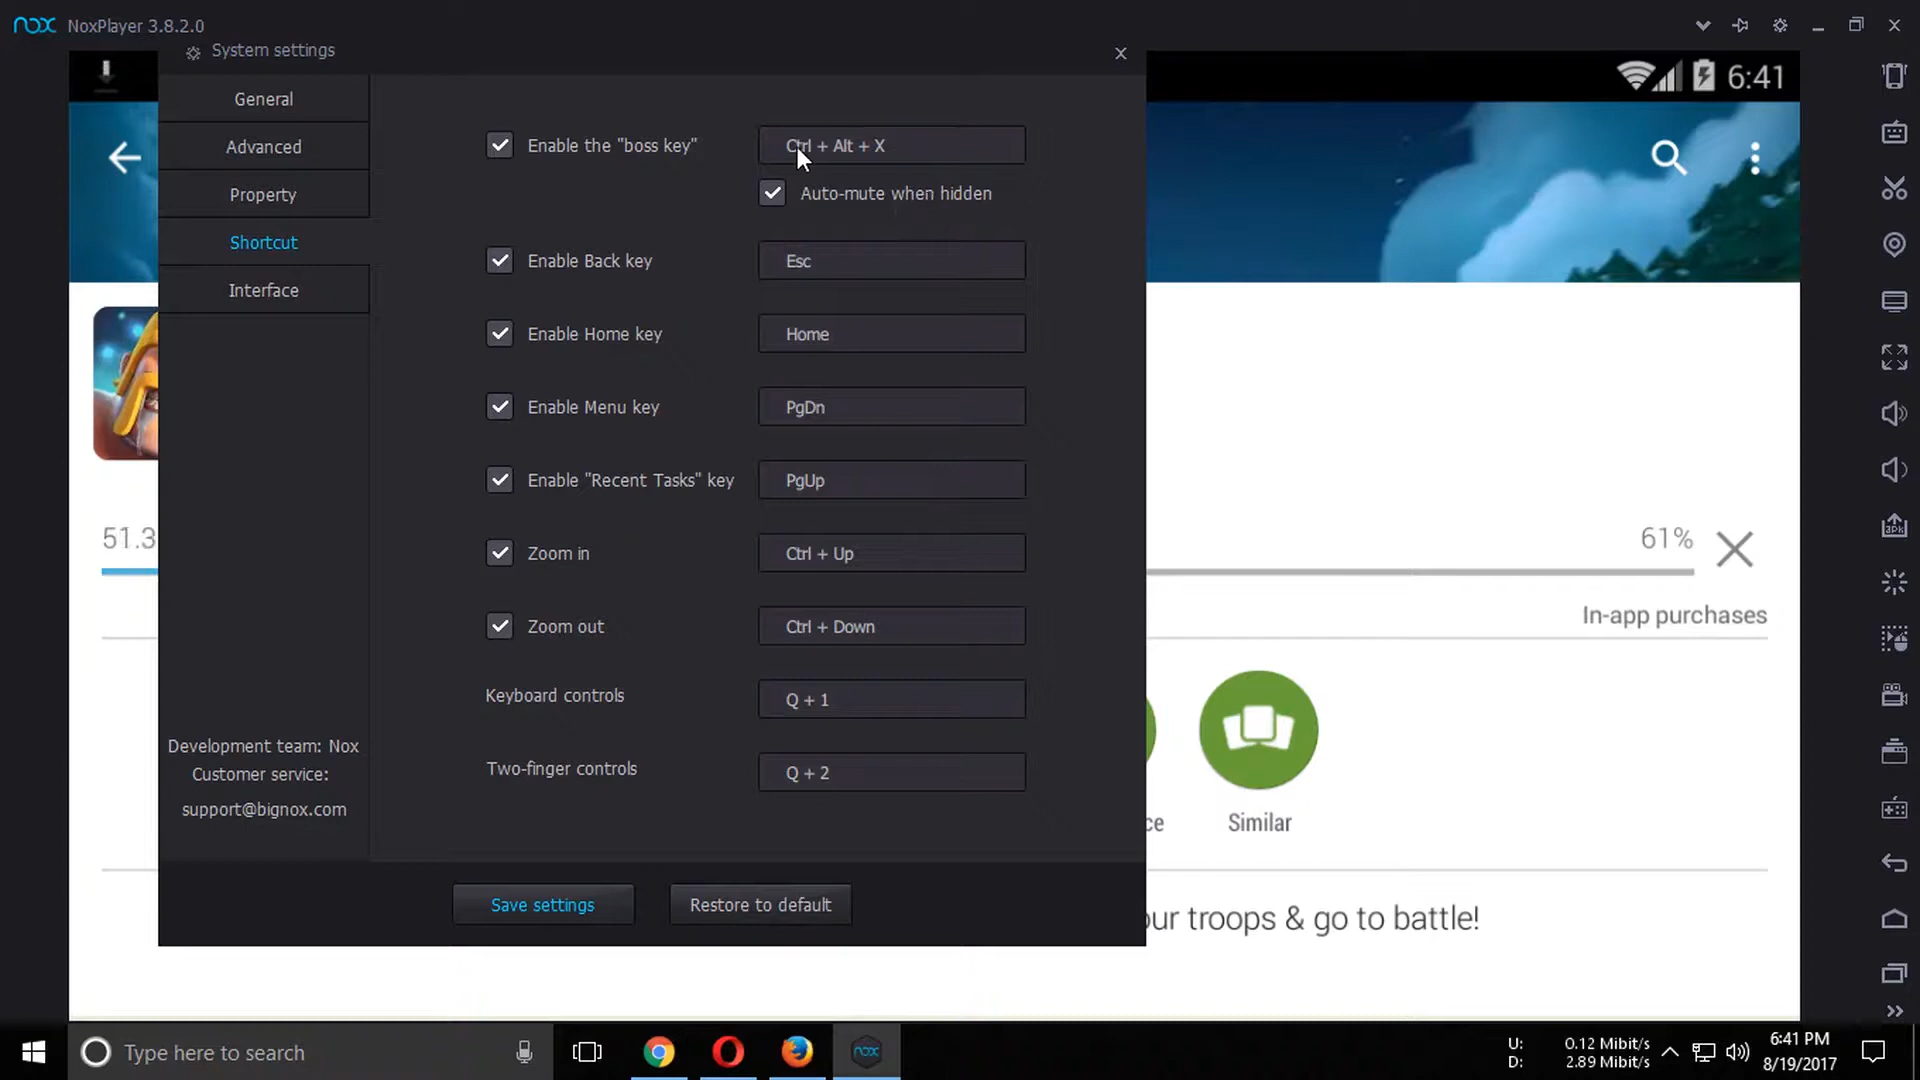 nox NoxPlayer 3.8.2.0
System settings
6:41
General
Advanced
Property
Shortcut
Interface
Enable the "boss key" Ctrl + Alt + X
Auto-mute when hidden
Enable Back key Esc
Enable Home key Home
Enable Menu key PgDn
Enable "Recent Tasks" key PgUp
Zoom in Ctrl + Up
Zoom out Ctrl + Down
Keyboard controls Q + 1
Two-finger controls Q + 2
Development team: Nox
Customer service:
support@bignox.com
Save settings Restore to default
51.3
61%
In-app purchases
ce
Similar
our troops & go to battle!
Type here to search
nox
U: 0.12 Mibit/s
D: 2.89 Mibit/s
6:41 PM
8/19/2017